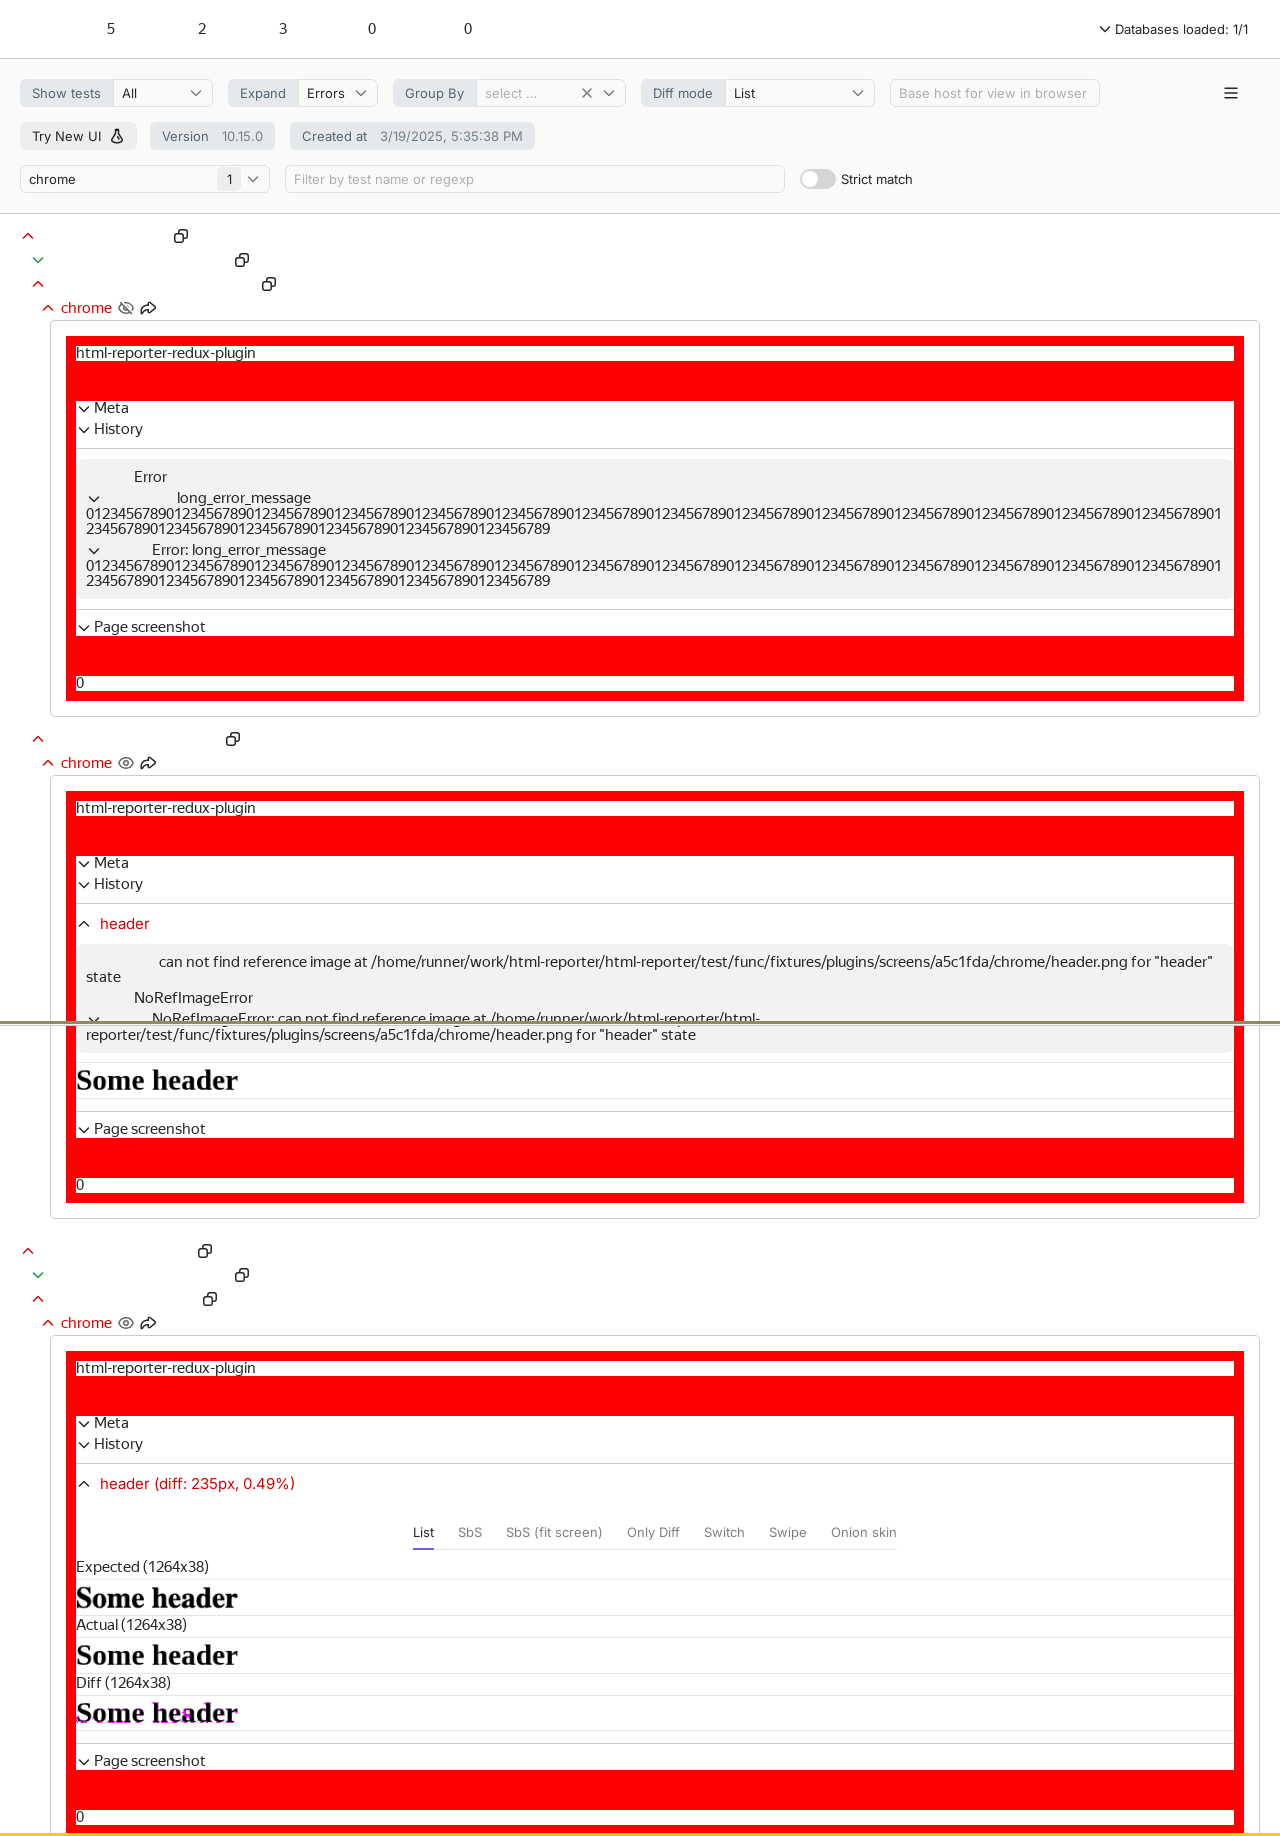 5 2 3 0 0 Databases loaded: 1/1
Show tests All Expand Errors Group By select ... Diff mode List Base host for view in browser
Try New UI Version 10.15.0 Created at 3/19/2025, 5:35:38 PM
chrome 1 Filter by test name or regexp Strict match
chrome
html-reporter-redux-plugin
Meta
History
Error
long_error_message
0123456789012345678901234567890123456789012345678901234567890123456789012345678901234567890123456789012345678901234567890123456789012345678901
2345678901234567890123456789012345678901234567890123456789
Error: long_error_message
0123456789012345678901234567890123456789012345678901234567890123456789012345678901234567890123456789012345678901234567890123456789012345678901
2345678901234567890123456789012345678901234567890123456789
Page screenshot
0
chrome
html-reporter-redux-plugin
Meta
History
header
can not find reference image at /home/runner/work/html-reporter/html-reporter/test/func/fixtures/plugins/screens/a5c1fda/chrome/header.png for "header"
state
NoRefImageError
NoRefImageError: can not find reference image at /home/runner/work/html-reporter/html-
reporter/test/func/fixtures/plugins/screens/a5c1fda/chrome/header.png for "header" state
Some header
Page screenshot
0
chrome
html-reporter-redux-plugin
Meta
History
header (diff: 235px, 0.49%)
List SbS SbS (fit screen) Only Diff Switch Swipe Onion skin
Expected (1264x38)
Some header
Actual (1264x38)
Some header
Diff (1264x38)
Some header
Page screenshot
0